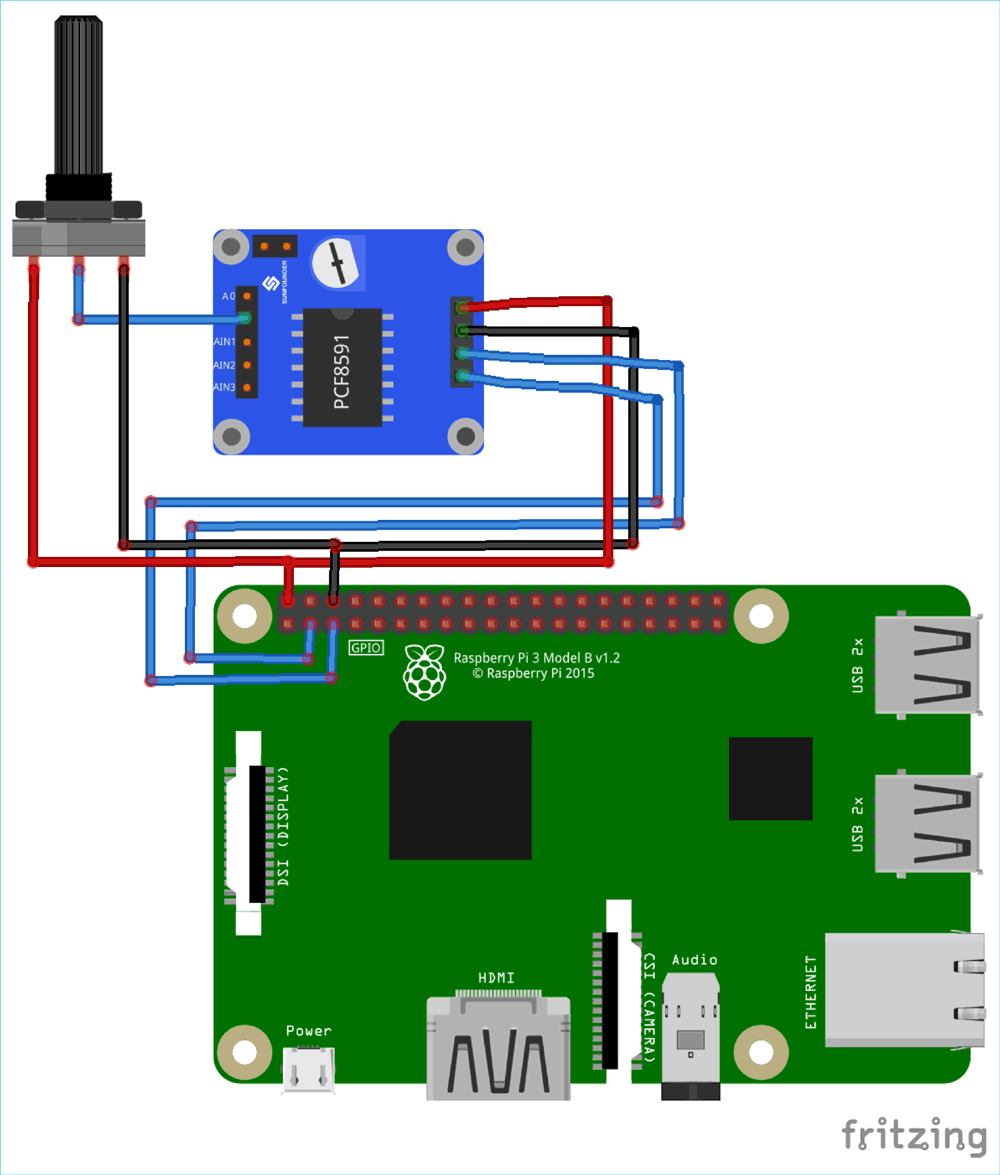 SUNFOUNDER
A0
AIN1
AIN2
AIN3
PCF8591
GPIO
Raspberry Pi 3 Model B v1.2
© Raspberry Pi 2015
USB 2x
USB 2x
DSI (DISPLAY)
CSI (CAMERA)
Audio
ETHERNET
HDMI
Power
fritzing